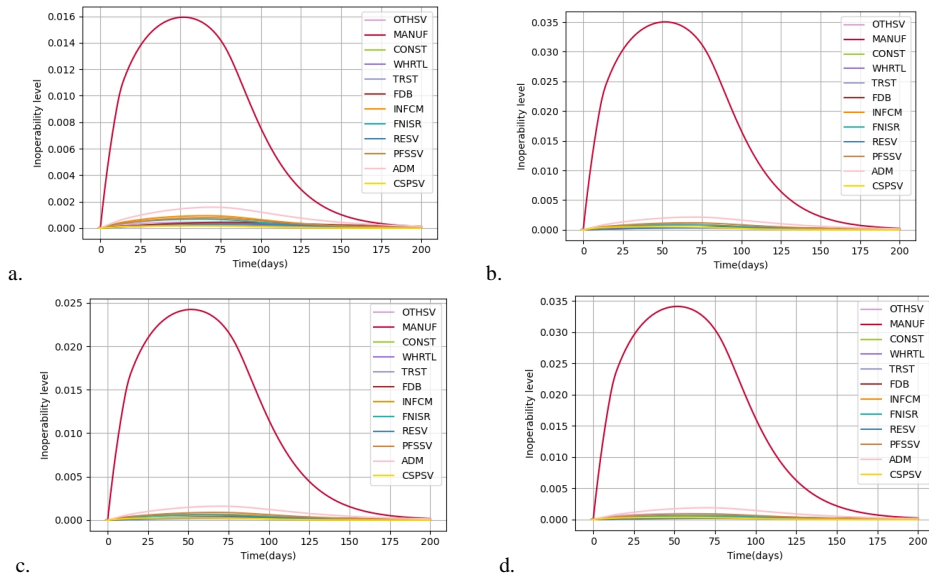 0.016
0.014
0.012
0.010
0.008
0.006
0.004
0.002
0.000
Inoperability level
0 25 50 75 100 125 150 175 200
Time(days)
OTHSV
MANUF
CONST
WHRTL
TRST
FDB
INFCM
FNISR
RESV
PFSSV
ADM
CSPSV
a.
0.035
0.030
0.025
0.020
0.015
0.010
0.005
0.000
Inoperability level
0 25 50 75 100 125 150 175 200
Time(days)
OTHSV
MANUF
CONST
WHRTL
TRST
FDB
INFCM
FNISR
RESV
PFSSV
ADM
CSPSV
b.
0.025
0.020
0.015
0.010
0.005
0.000
Inoperability level
0 25 50 75 100 125 150 175 200
Time(days)
OTHSV
MANUF
CONST
WHRTL
TRST
FDB
INFCM
FNISR
RESV
PFSSV
ADM
CSPSV
c.
0.035
0.030
0.025
0.020
0.015
0.010
0.005
0.000
Inoperability level
0 25 50 75 100 125 150 175 200
Time(days)
OTHSV
MANUF
CONST
WHRTL
TRST
FDB
INFCM
FNISR
RESV
PFSSV
ADM
CSPSV
d.